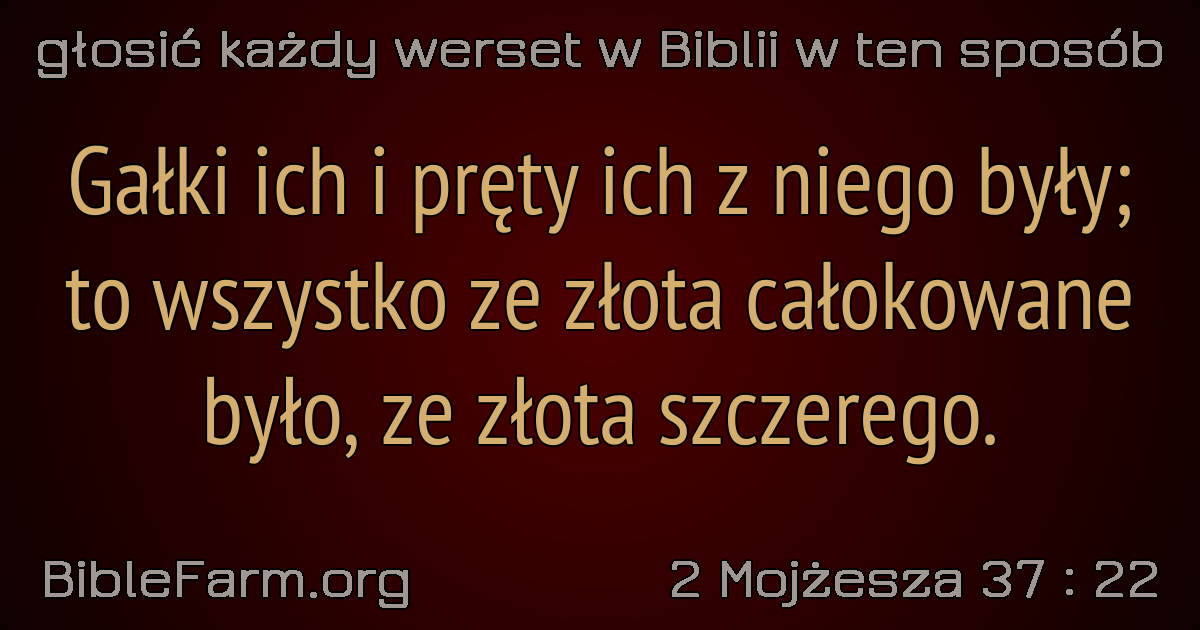 głosić każdy werset w Biblii w ten sposób
Gałki ich i pręty ich z niego były;
to wszystko ze złota całokowane
było, ze złota szczerego.
BibleFarm.org
2 Mojżesza 37 : 22